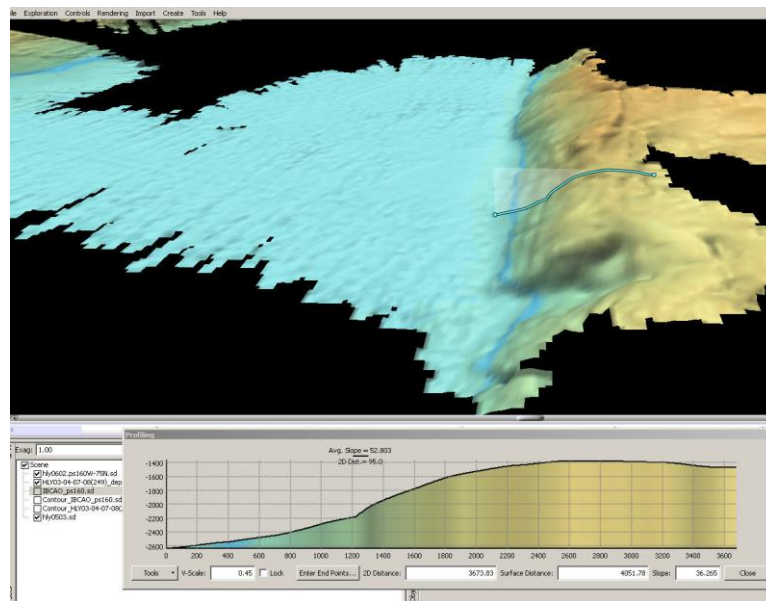 Exploration Controls Rendering Import Create Tools Help
Exag: 1.00
Scene
hly0602.ps160W-75N.sd
HLY03-04-07-08(249)_dep
IBCAO_ps160.sd
Contour_IBCAO_ps160.sd
Contour_HLY03-04-07-08(2
hly0503.sd
Profiling
Avg. Slope = 52.803
2D Dist.= 95.0
-1400
-1600
-1800
-2000
-2200
-2400
-2600
0 200 400 600 800 1000 1200 1400 1600 1800 2000 2200 2400 2600 2800 3000 3200 3400 3600
Tools V-Scale: 0.45 Lock Enter End Points... 2D Distance: 3673.83 Surface Distance: 4051.78 Slope: 36.265 Close